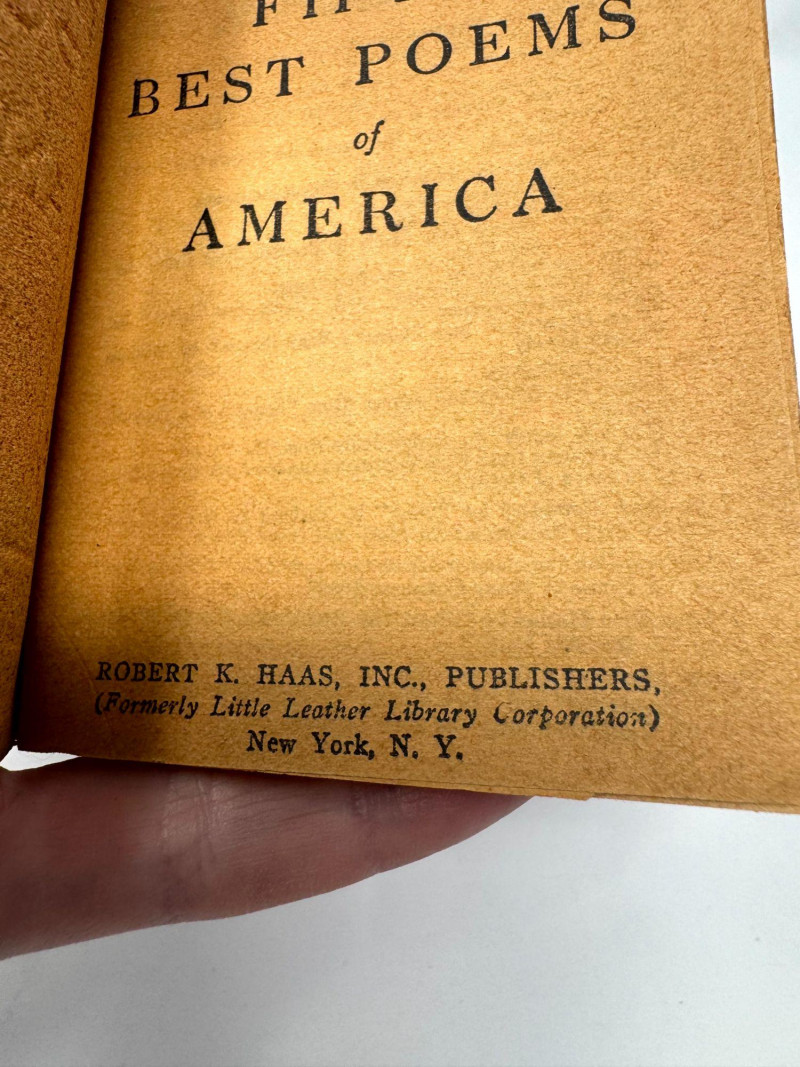 BEST POEMS
of
AMERICA
ROBERT K. HAAS, INC., PUBLISHERS,
(Formerly Little Leather Library Corporation)
New York, N. Y.